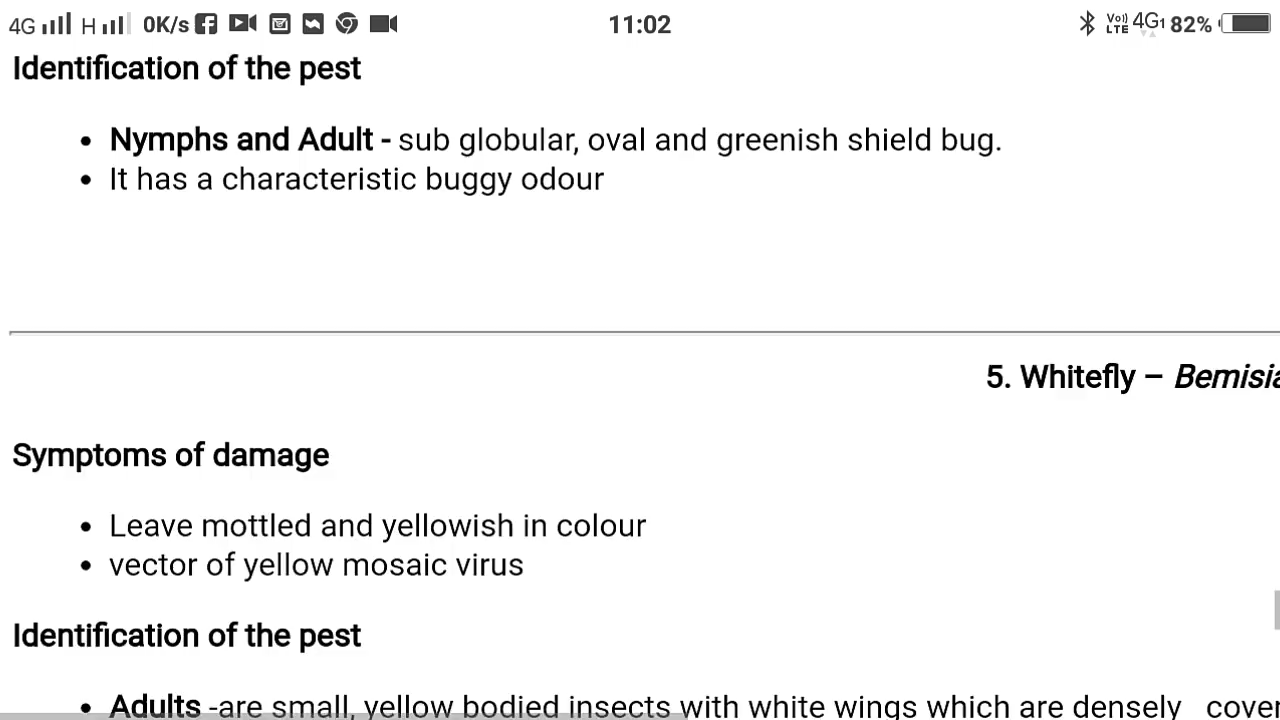 4G H 0K/s 11:02 Vo)) LTE 4G1 82%
Identification of the pest
• Nymphs and Adult - sub globular, oval and greenish shield bug.
• It has a characteristic buggy odour
5. Whitefly – Bemisia
Symptoms of damage
• Leave mottled and yellowish in colour
• vector of yellow mosaic virus
Identification of the pest
• Adults -are small, yellow bodied insects with white wings which are densely cover